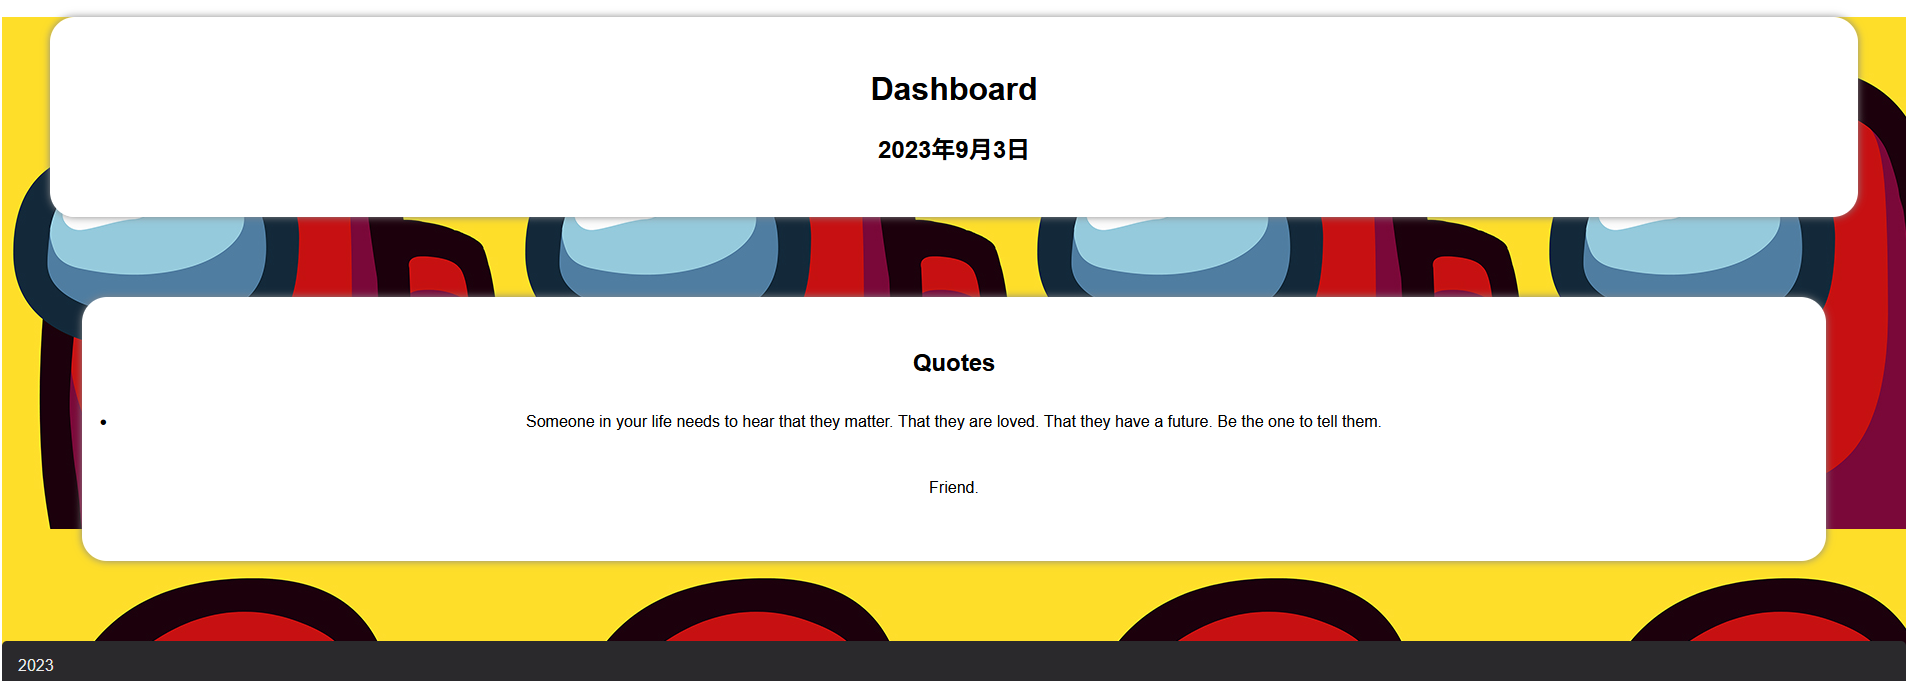 Dashboard
2023年9月3日
Quotes
Someone in your life needs to hear that they matter. That they are loved. That they have a future. Be the one to tell them.
Friend.
2023